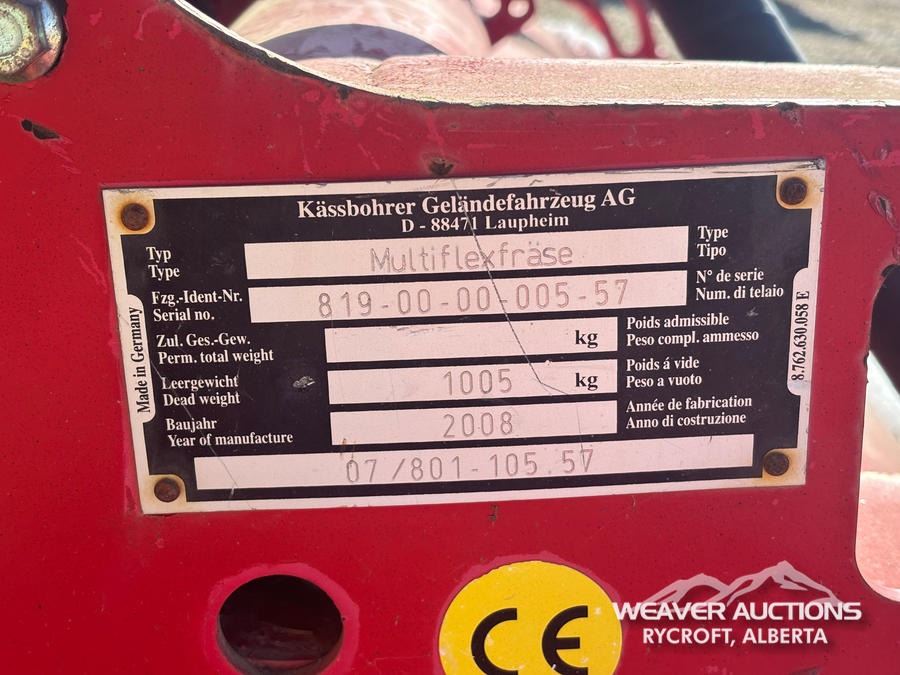 Kässbohrer Geländefahrzeug AG
D - 88471 Laupheim
Typ
Type
Multiflexfräse
Type
Tipo
Fzg.-Ident-Nr.
Serial no.
819-00-00-005-57
N° de serie
Num. di telaio
Zul. Ges.-Gew.
Perm. total weight
kg
Poids admissible
Peso compl. ammesso
Leergewicht
Dead weight
1005 kg
Poids á vide
Peso a vuoto
Baujahr
Year of manufacture
2008
Année de fabrication
Anno di costruzione
07/801-105.57
Made in Germany
8.762.630.058 E
CE
WEAVER AUCTIONS
RYCROFT, ALBERTA